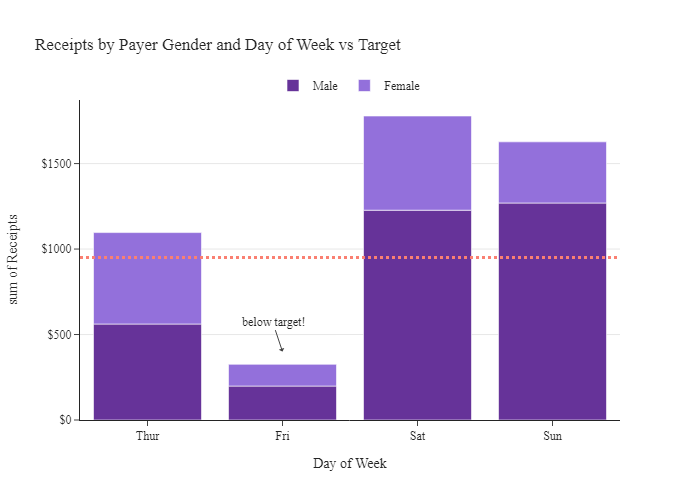 Receipts by Payer Gender and Day of Week vs Target
Male
Female
$1500
$1000
$500
$0
sum of Receipts
below target!
Thur
Fri
Sat
Sun
Day of Week